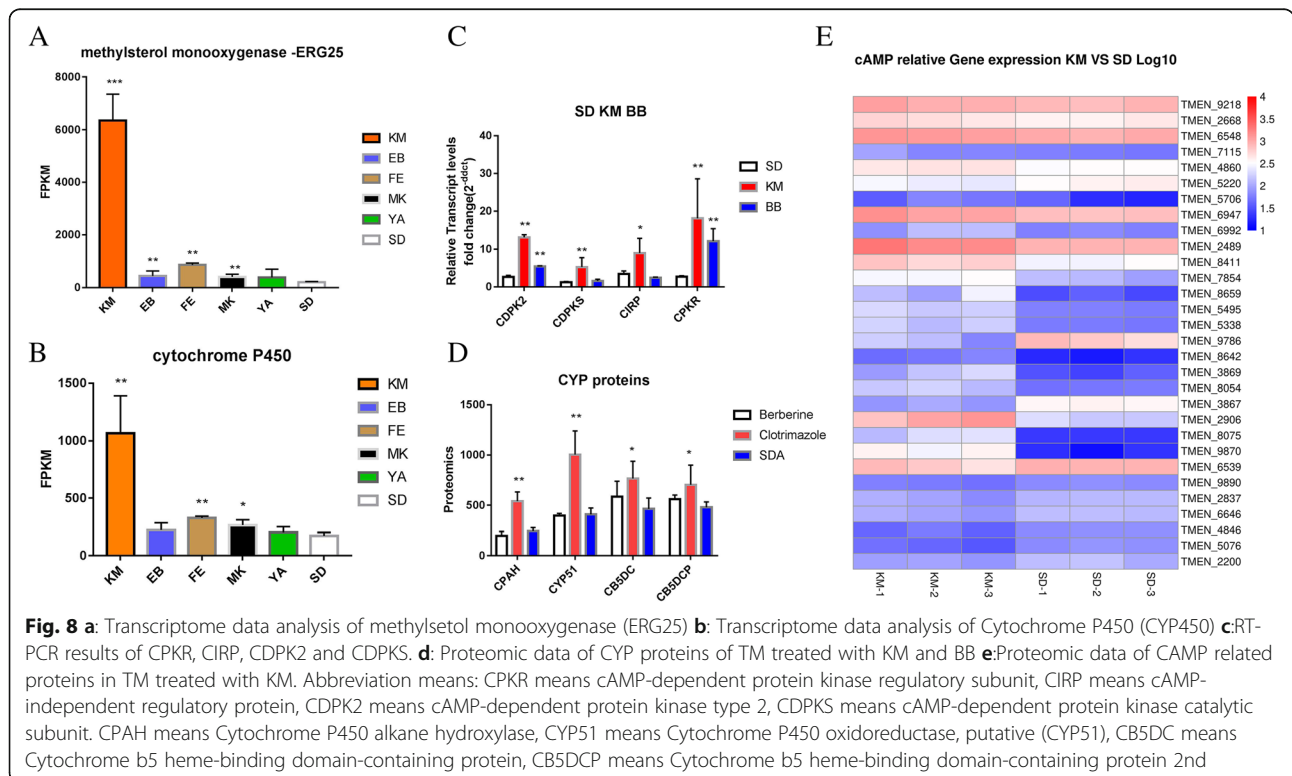 A
methylsterol monooxygenase -ERG25
FPKM
8000
6000
4000
2000
0
***
**
**
**
KM
EB
FE
MK
YA
SD
KM
EB
FE
MK
YA
SD
B
cytochrome P450
FPKM
1500
1000
500
0
**
**
*
KM
EB
FE
MK
YA
SD
KM
EB
FE
MK
YA
SD
C
SD KM BB
Relative Transcript levels
fold change(2^-ddct)
40
30
20
10
0
**
**
**
*
**
**
SD
KM
BB
CDPK2
CDPKS
CIRP
CPKR
D
CYP proteins
Proteomics
1500
1000
500
0
**
**
*
*
Berberine
Clotrimazole
SDA
CPAH
CYP51
CB5DC
CB5DCP
E
cAMP relative Gene expression KM VS SD Log10
TMEN_9218
TMEN_2668
TMEN_6548
TMEN_7115
TMEN_4860
TMEN_5220
TMEN_5706
TMEN_6947
TMEN_6992
TMEN_2489
TMEN_8411
TMEN_7854
TMEN_8659
TMEN_5495
TMEN_5338
TMEN_9786
TMEN_8642
TMEN_3869
TMEN_8054
TMEN_3867
TMEN_2906
TMEN_8075
TMEN_9870
TMEN_6539
TMEN_9890
TMEN_2837
TMEN_6646
TMEN_4846
TMEN_5076
TMEN_2200
4
3.5
3
2.5
2
1.5
1
KM-1
KM-2
KM-3
SD-1
SD-2
SD-3
Fig. 8 a: Transcriptome data analysis of methylsetol monooxygenase (ERG25) b: Transcriptome data analysis of Cytochrome P450 (CYP450) c:RT-
PCR results of CPKR, CIRP, CDPK2 and CDPKS. d: Proteomic data of CYP proteins of TM treated with KM and BB e:Proteomic data of CAMP related
proteins in TM treated with KM. Abbreviation means: CPKR means cAMP-dependent protein kinase regulatory subunit, CIRP means cAMP-
independent regulatory protein, CDPK2 means cAMP-dependent protein kinase type 2, CDPKS means cAMP-dependent protein kinase catalytic
subunit. CPAH means Cytochrome P450 alkane hydroxylase, CYP51 means Cytochrome P450 oxidoreductase, putative (CYP51), CB5DC means
Cytochrome b5 heme-binding domain-containing protein, CB5DCP means Cytochrome b5 heme-binding domain-containing protein 2nd